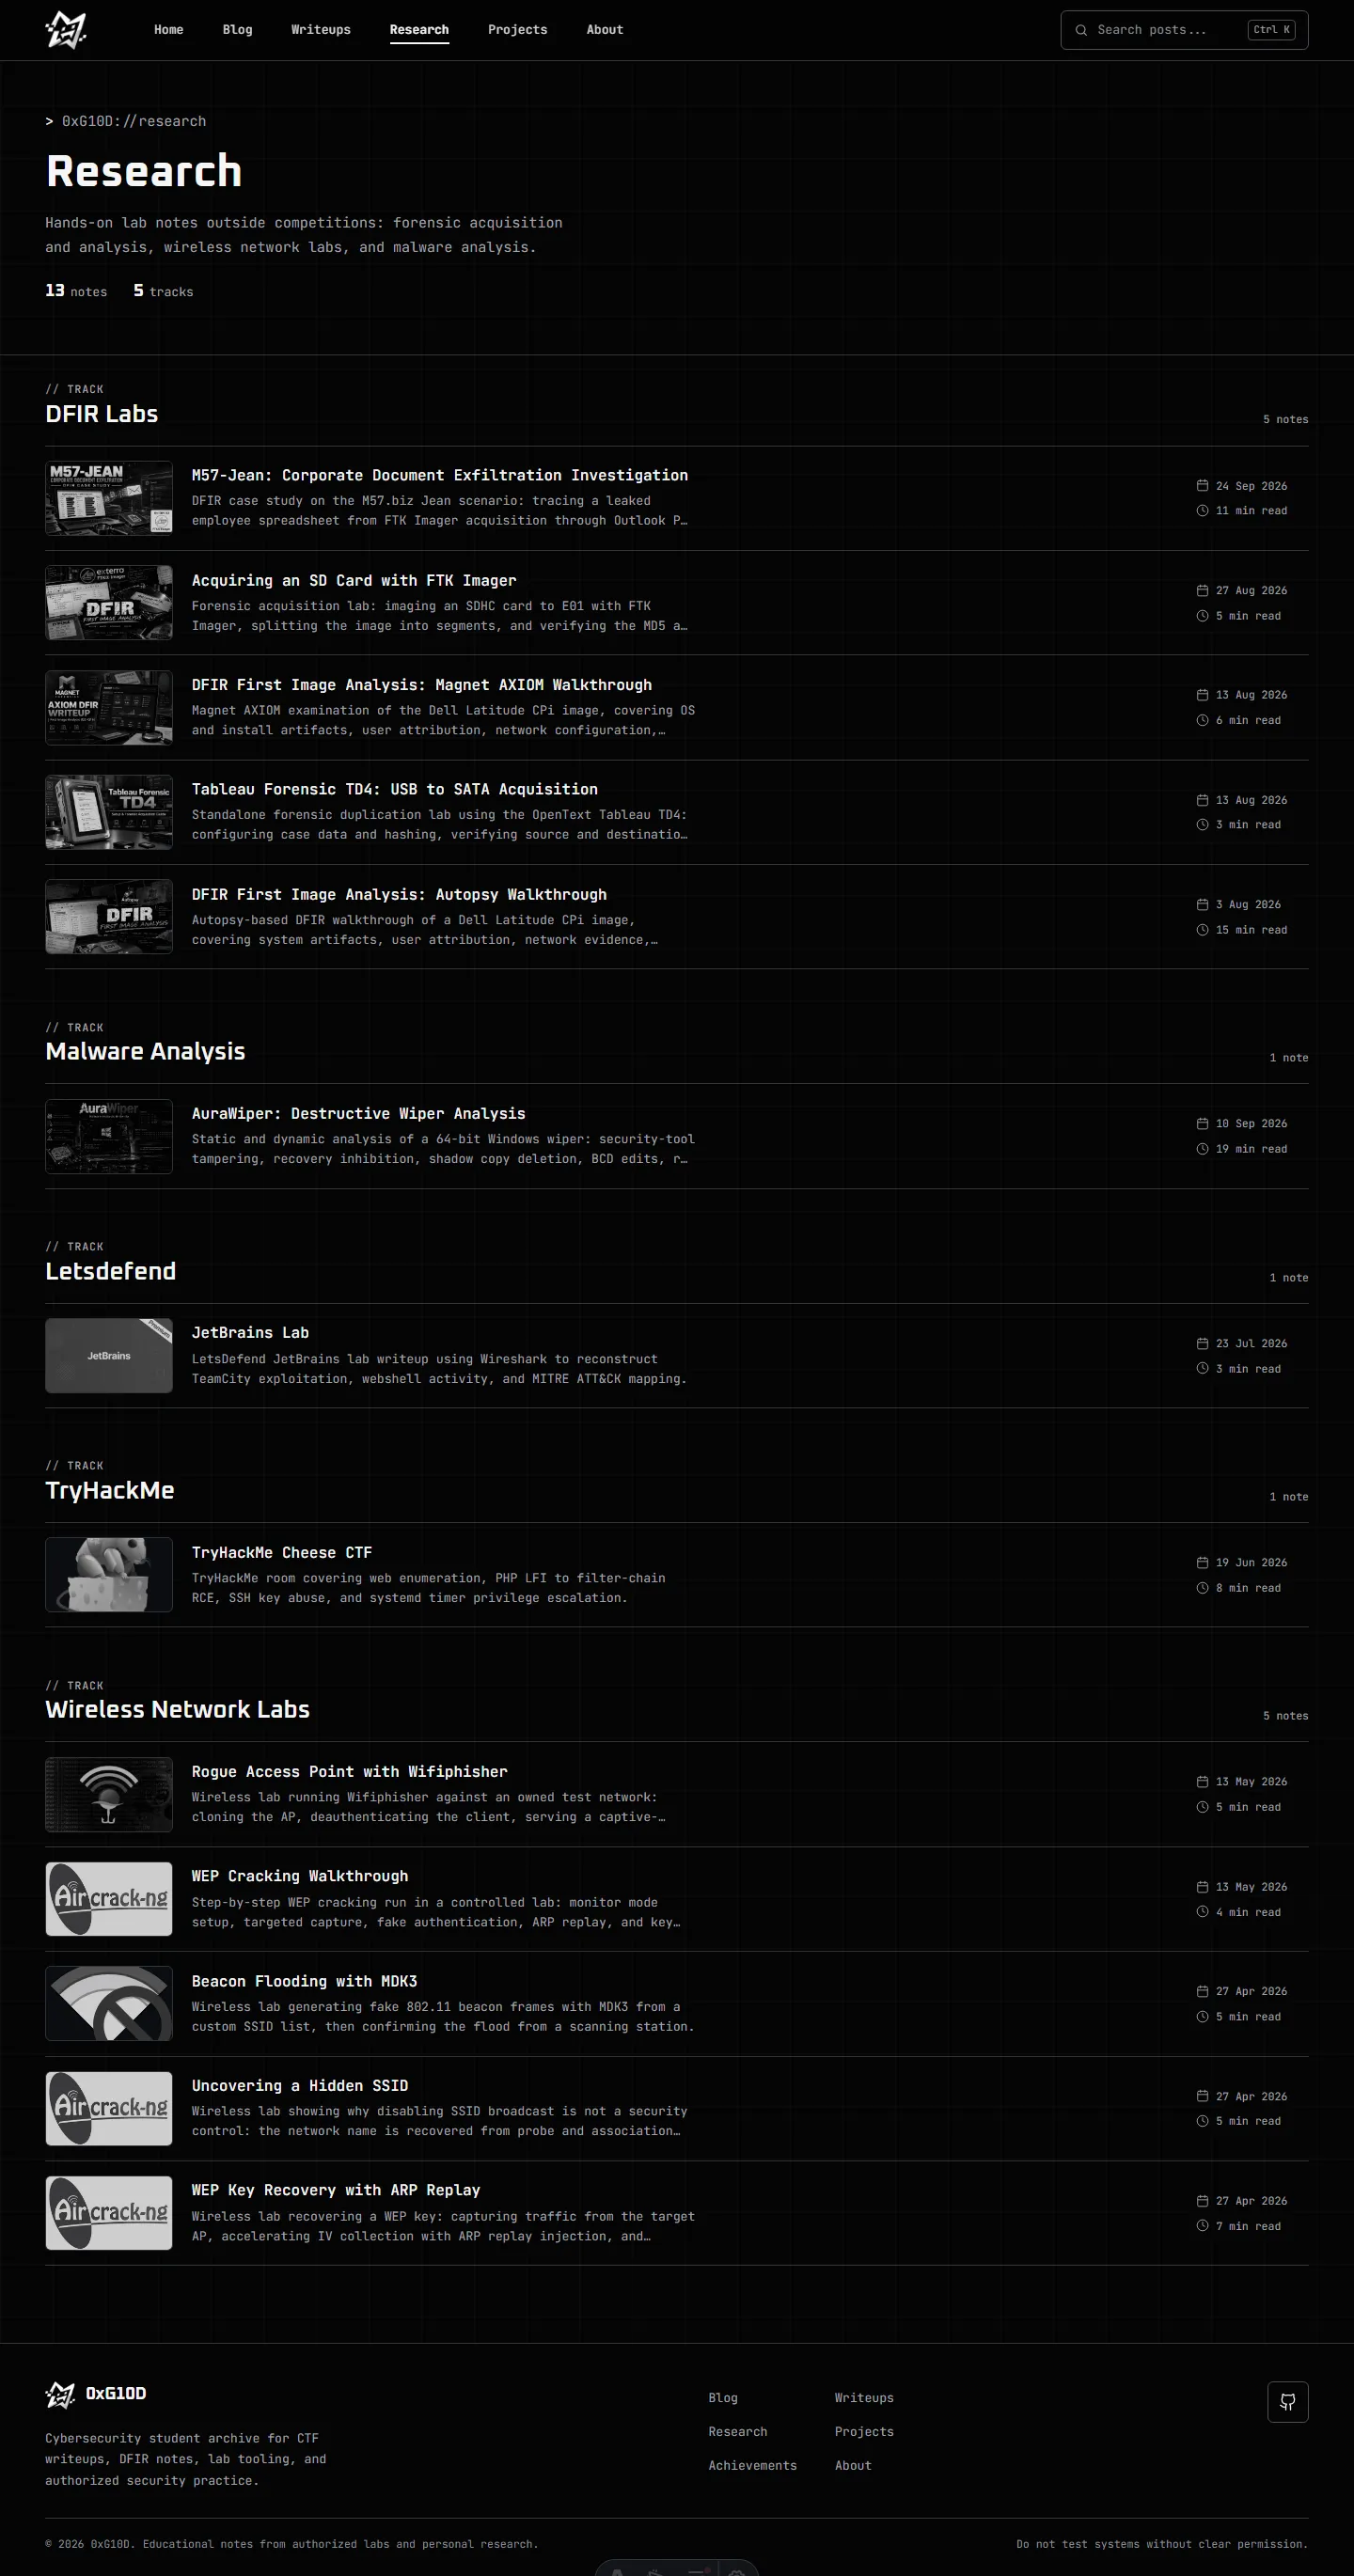 Home Blog Writeups Research Projects About Search posts... Ctrl K
> 0xG10D://research
Research
Hands-on lab notes outside competitions: forensic acquisition
and analysis, wireless network labs, and malware analysis.
13 notes 5 tracks
// TRACK
DFIR Labs
5 notes
M57-JEAN
CORPORATE DOCUMENT EXFILTRATION
DFIR CASE STUDY
M57-Jean: Corporate Document Exfiltration Investigation
DFIR case study on the M57.biz Jean scenario: tracing a leaked
employee spreadsheet from FTK Imager acquisition through Outlook P…
24 Sep 2026
11 min read
exterro
DFIR
FIRST IMAGE ANALYSIS
Acquiring an SD Card with FTK Imager
Forensic acquisition lab: imaging an SDHC card to E01 with FTK
Imager, splitting the image into segments, and verifying the MD5 a…
27 Aug 2026
5 min read
MAGNET
AXIOM DFIR
WRITEUP
DFIR First Image Analysis: Magnet AXIOM Walkthrough
Magnet AXIOM examination of the Dell Latitude CPi image, covering OS
and install artifacts, user attribution, network configuration,…
13 Aug 2026
6 min read
Tableau Forensic
TD4
Tableau Forensic TD4: USB to SATA Acquisition
Standalone forensic duplication lab using the OpenText Tableau TD4:
configuring case data and hashing, verifying source and destinatio…
13 Aug 2026
3 min read
DFIR
FIRST IMAGE ANALYSIS
DFIR First Image Analysis: Autopsy Walkthrough
Autopsy-based DFIR walkthrough of a Dell Latitude CPi image,
covering system artifacts, user attribution, network evidence,…
3 Aug 2026
15 min read
// TRACK
Malware Analysis
1 note
AuraWiper
AuraWiper: Destructive Wiper Analysis
Static and dynamic analysis of a 64-bit Windows wiper: security-tool
tampering, recovery inhibition, shadow copy deletion, BCD edits, r…
10 Sep 2026
19 min read
// TRACK
Letsdefend
1 note
Premium
JetBrains
JetBrains Lab
LetsDefend JetBrains lab writeup using Wireshark to reconstruct
TeamCity exploitation, webshell activity, and MITRE ATT&CK mapping.
23 Jul 2026
3 min read
// TRACK
TryHackMe
1 note
TryHackMe Cheese CTF
TryHackMe room covering web enumeration, PHP LFI to filter-chain
RCE, SSH key abuse, and systemd timer privilege escalation.
19 Jun 2026
8 min read
// TRACK
Wireless Network Labs
5 notes
Rogue Access Point with Wifiphisher
Wireless lab running Wifiphisher against an owned test network:
cloning the AP, deauthenticating the client, serving a captive-…
13 May 2026
5 min read
Aircrack-ng
WEP Cracking Walkthrough
Step-by-step WEP cracking run in a controlled lab: monitor mode
setup, targeted capture, fake authentication, ARP replay, and key…
13 May 2026
4 min read
Beacon Flooding with MDK3
Wireless lab generating fake 802.11 beacon frames with MDK3 from a
custom SSID list, then confirming the flood from a scanning station.
27 Apr 2026
5 min read
Aircrack-ng
Uncovering a Hidden SSID
Wireless lab showing why disabling SSID broadcast is not a security
control: the network name is recovered from probe and association…
27 Apr 2026
5 min read
Aircrack-ng
WEP Key Recovery with ARP Replay
Wireless lab recovering a WEP key: capturing traffic from the target
AP, accelerating IV collection with ARP replay injection, and…
27 Apr 2026
7 min read
0xG10D
Cybersecurity student archive for CTF
writeups, DFIR notes, lab tooling, and
authorized security practice.
Blog Writeups
Research Projects
Achievements About
© 2026 0xG10D. Educational notes from authorized labs and personal research.
Do not test systems without clear permission.